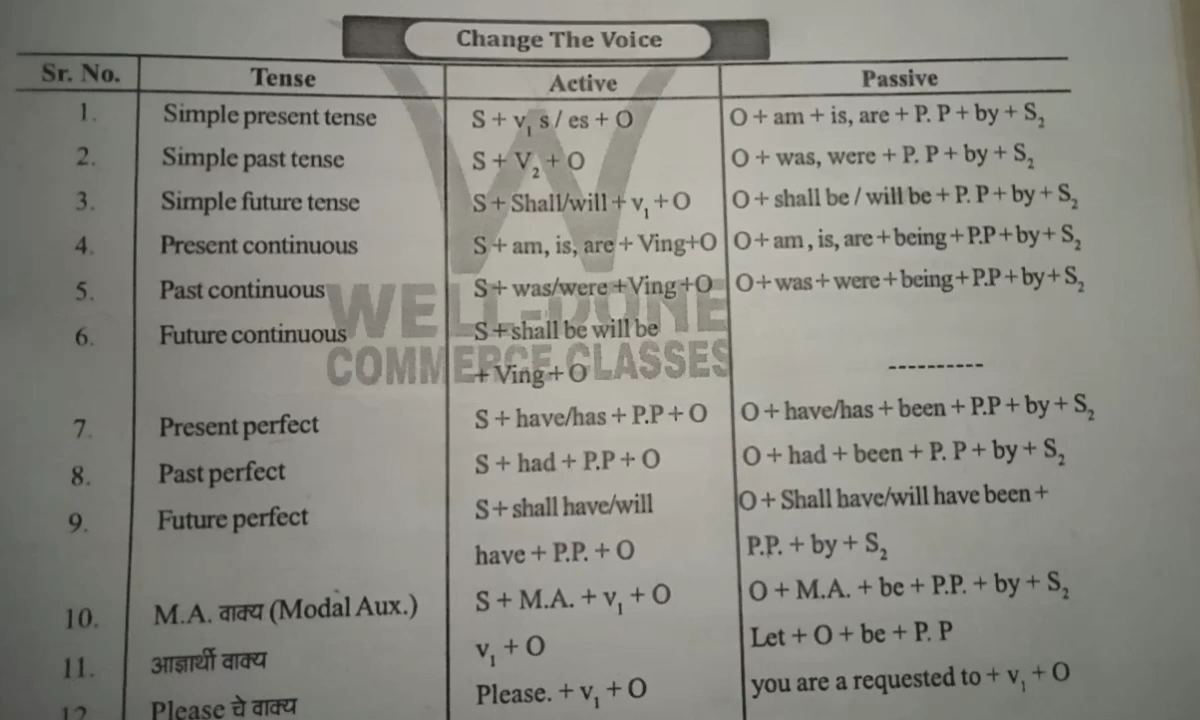 Change The Voice
Sr. No. Tense Active Passive
1. Simple present tense S + v₁ s / es + O O + am + is, are + P. P + by + S₂
2. Simple past tense S + V₂ + O O + was, were + P. P + by + S₂
3. Simple future tense S + Shall/will + v₁ + O O + shall be / will be + P. P + by + S₂
4. Present continuous S + am, is, are + Ving+O O + am , is, are + being + P.P + by + S₂
5. Past continuous S + was/were + Ving + O O + was + were + being + P.P + by + S₂
WELL-DONE
6. Future continuous S + shall be will be
COMMERCE CLASSES
+ Ving + O ----------
7. Present perfect S + have/has + P.P + O O + have/has + been + P.P + by + S₂
8. Past perfect S + had + P.P + O O + had + been + P. P + by + S₂
9. Future perfect S + shall have/will O + Shall have/will have been +
have + P.P. + O P.P. + by + S₂
10. M.A. वाक्य (Modal Aux.) S + M.A. + v₁ + O O + M.A. + be + P.P. + by + S₂
11. आज्ञार्थी वाक्य v₁ + O Let + O + be + P. P
12. Please चे वाक्य Please. + v₁ + O you are a requested to + v₁ + O